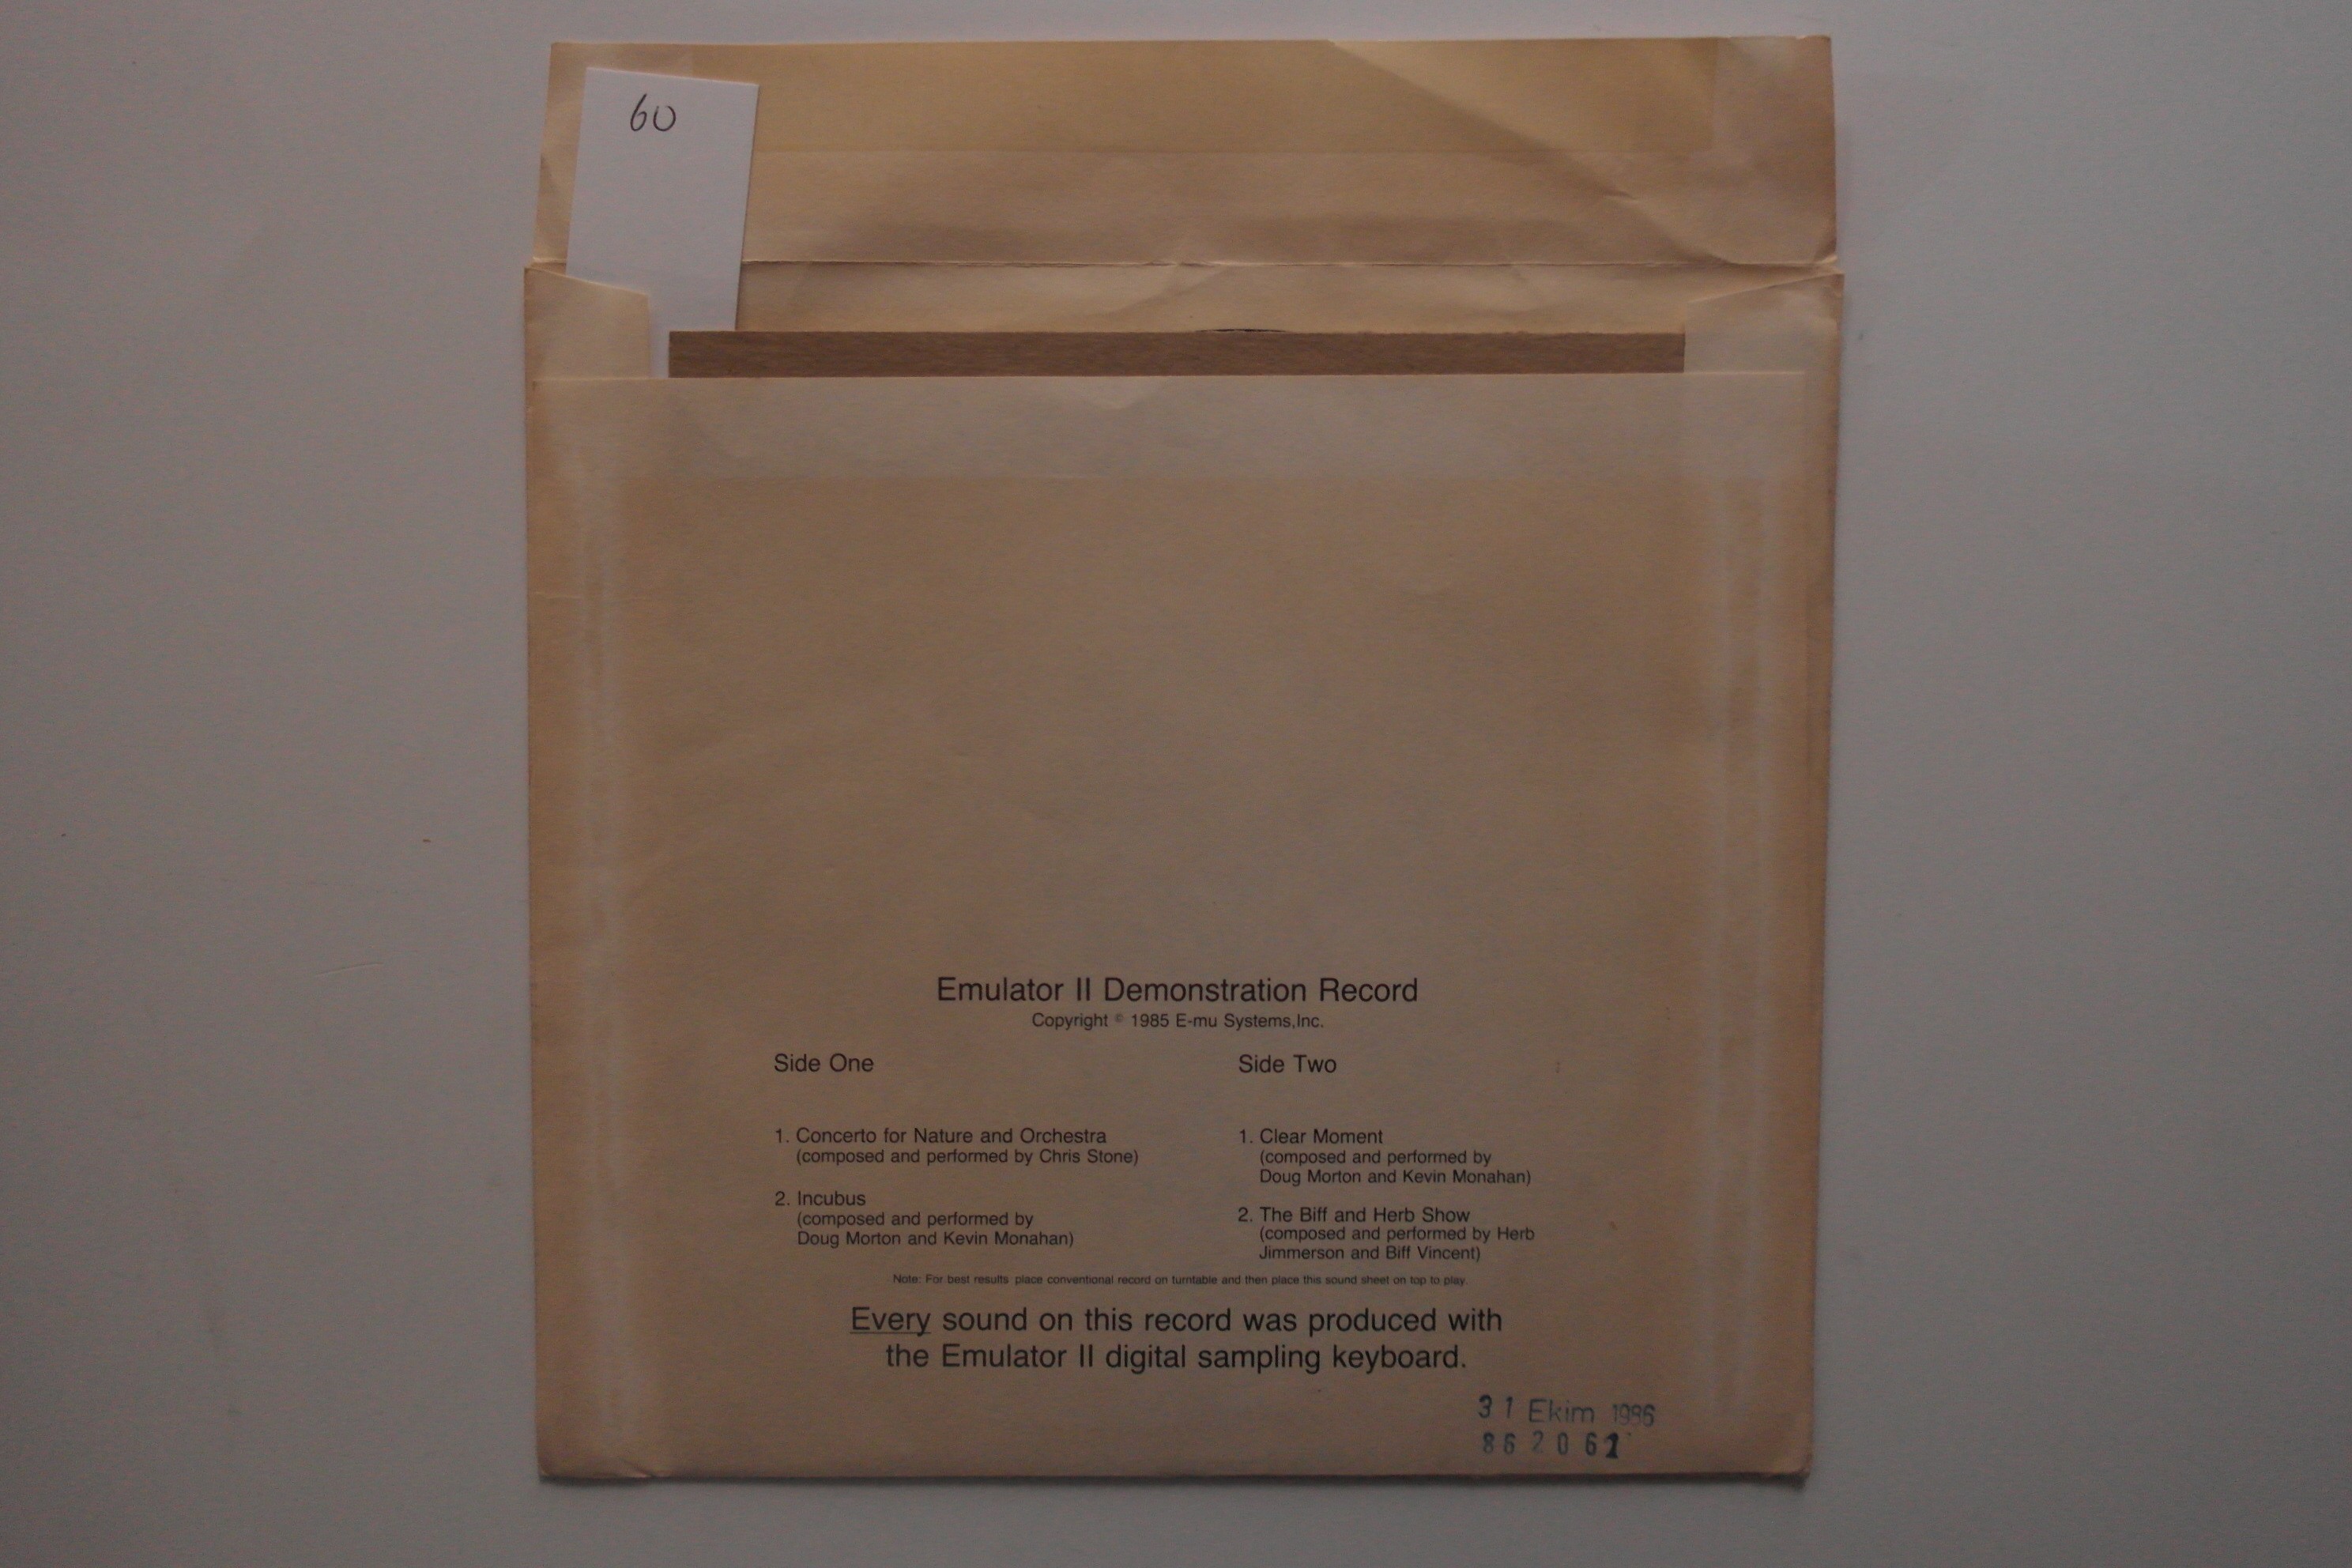 60
Emulator II Demonstration Record
Copyright © 1985 E-mu Systems,Inc.
Side One
1. Concerto for Nature and Orchestra
(composed and performed by Chris Stone)
2. Incubus
(composed and performed by
Doug Morton and Kevin Monahan)
Side Two
1. Clear Moment
(composed and performed by
Doug Morton and Kevin Monahan)
2. The Biff and Herb Show
(composed and performed by Herb
Jimmerson and Biff Vincent)
Note: For best results place conventional record on turntable and then place this sound sheet on top to play.
Every sound on this record was produced with
the Emulator II digital sampling keyboard.
31 Ekim 1986
862061